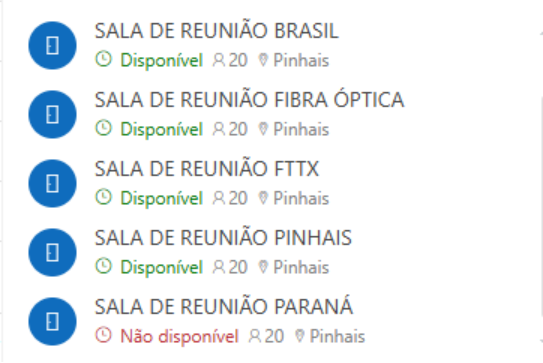 SALA DE REUNIÃO BRASIL
Disponível 20 Pinhais
SALA DE REUNIÃO FIBRA ÓPTICA
Disponível 20 Pinhais
SALA DE REUNIÃO FTTX
Disponível 20 Pinhais
SALA DE REUNIÃO PINHAIS
Disponível 20 Pinhais
SALA DE REUNIÃO PARANÁ
Não disponível 20 Pinhais